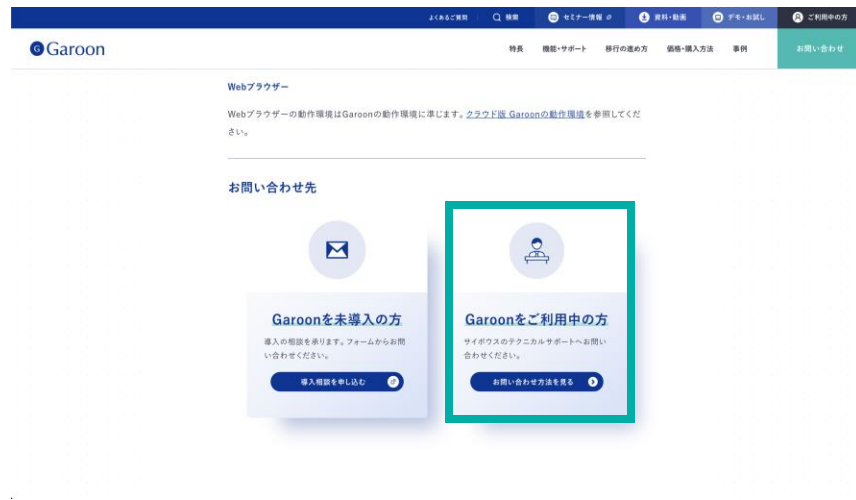 よくあるご質問 検索 セミナー情報 資料・動画 デモ・お試し ご利用中の方
G Garoon 特長 機能・サポート 移行の進め方 価格・購入方法 事例 お問い合わせ
Webブラウザー
Webブラウザーの動作環境はGaroonの動作環境に準じます。クラウド版 Garoonの動作環境を参照してくだ
さい。
お問い合わせ先
Garoonを未導入の方
導入の相談を承ります。フォームからお問
い合わせください。
導入相談を申し込む
Garoonをご利用中の方
サイボウズのテクニカルサポートへお問い
合わせください。
お問い合わせ方法を見る